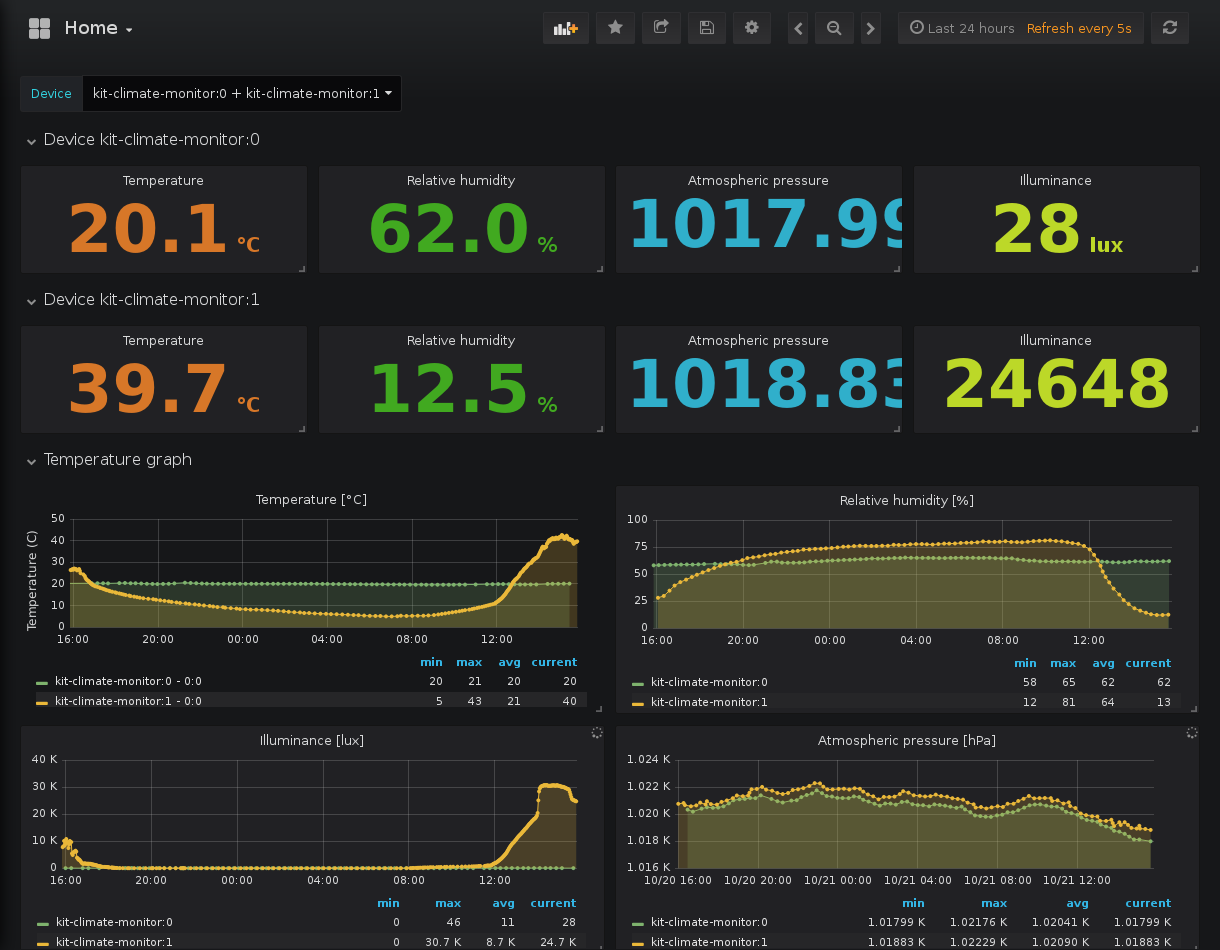 Home
Last 24 hours Refresh every 5s
Device kit-climate-monitor:0 + kit-climate-monitor:1
Device kit-climate-monitor:0
Temperature Relative humidity Atmospheric pressure Illuminance
20.1 °C 62.0 % 1017.99 28 lux
Device kit-climate-monitor:1
Temperature Relative humidity Atmospheric pressure Illuminance
39.7 °C 12.5 % 1018.83 24648
Temperature graph
Temperature [°C]
Temperature (C)
50
40
30
20
10
0
16:00 20:00 00:00 04:00 08:00 12:00
min max avg current
kit-climate-monitor:0 - 0:0 20 21 20 20
kit-climate-monitor:1 - 0:0 5 43 21 40
Relative humidity [%]
100
75
50
25
0
16:00 20:00 00:00 04:00 08:00 12:00
min max avg current
kit-climate-monitor:0 58 65 62 62
kit-climate-monitor:1 12 81 64 13
Illuminance [lux]
40 K
30 K
20 K
10 K
0
16:00 20:00 00:00 04:00 08:00 12:00
min max avg current
kit-climate-monitor:0 0 46 11 28
kit-climate-monitor:1 0 30.7 K 8.7 K 24.7 K
Atmospheric pressure [hPa]
1.024 K
1.022 K
1.020 K
1.018 K
1.016 K
10/20 16:00 10/20 20:00 10/21 00:00 10/21 04:00 10/21 08:00 10/21 12:00
min max avg current
kit-climate-monitor:0 1.01799 K 1.02176 K 1.02041 K 1.01799 K
kit-climate-monitor:1 1.01883 K 1.02229 K 1.02090 K 1.01883 K